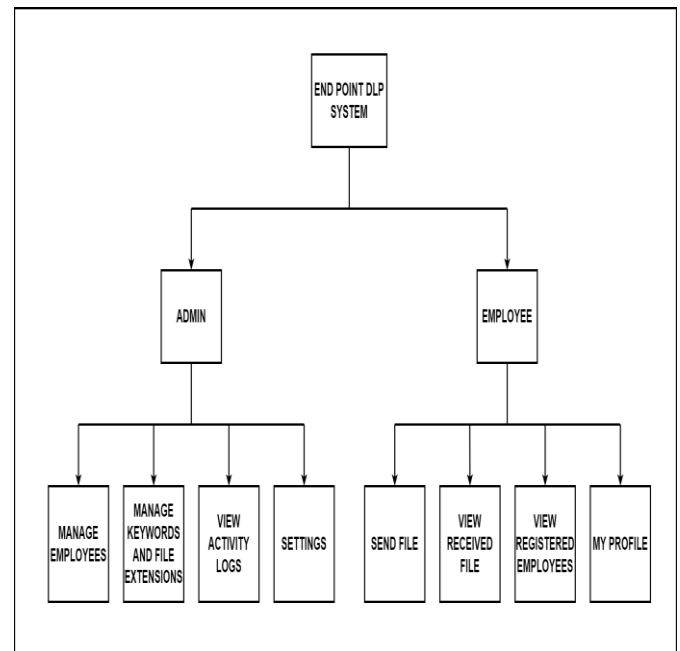 END POINT DLP
SYSTEM
ADMIN
EMPLOYEE
MANAGE
EMPLOYEES
MANAGE
KEYWORDS
AND FILE
EXTENSIONS
VIEW
ACTIVITY
LOGS
SETTINGS
SEND FILE
VIEW
RECEIVED
FILE
VIEW
REGISTERED
EMPLOYEES
MY PROFILE